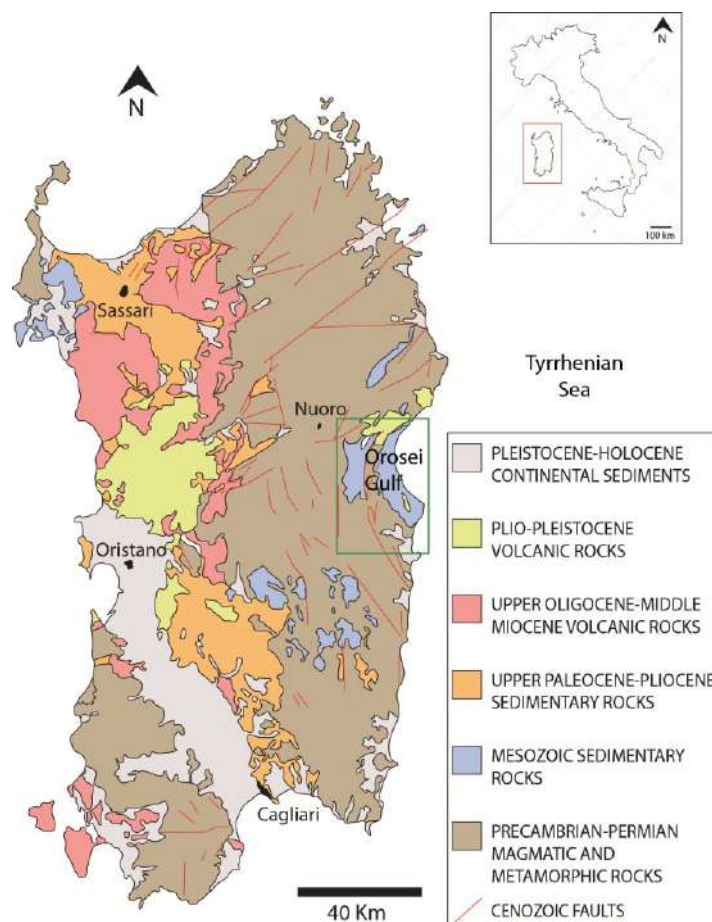 N
N
100 km
Sassari
Nuoro
Tyrrhenian
Sea
Orosei
Gulf
Oristano
Cagliari
40 Km
PLEISTOCENE-HOLOCENE
CONTINENTAL SEDIMENTS
PLIO-PLEISTOCENE
VOLCANIC ROCKS
UPPER OLIGOCENE-MIDDLE
MIOCENE VOLCANIC ROCKS
UPPER PALEOCENE-PLIOCENE
SEDIMENTARY ROCKS
MESOZOIC SEDIMENTARY
ROCKS
PRECAMBRIAN-PERMIAN
MAGMATIC AND
METAMORPHIC ROCKS
CENOZOIC FAULTS